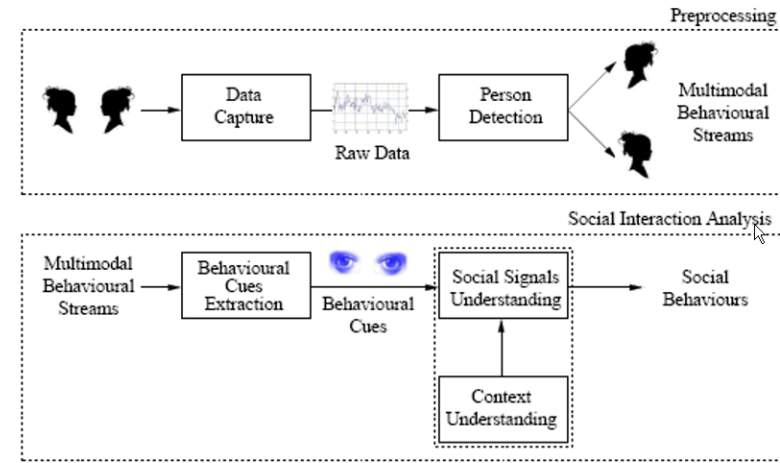 Preprocessing
Data
Capture
Raw Data
Person
Detection
Multimodal
Behavioural
Streams
Social Interaction Analysis
Multimodal
Behavioural
Streams
Behavioural
Cues
Extraction
Behavioural
Cues
Social Signals
Understanding
Context
Understanding
Social
Behaviours